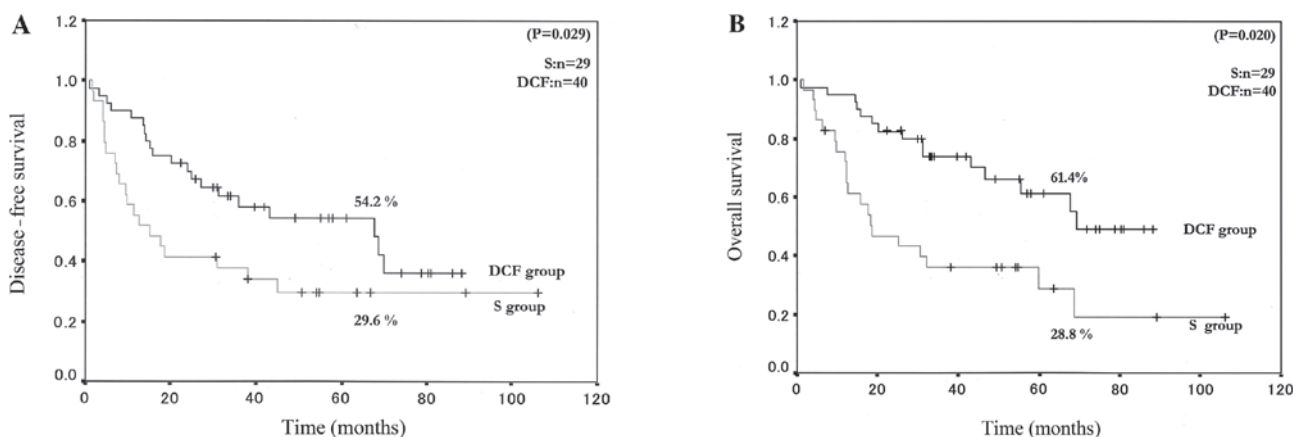 A
(P=0.029)
S:n=29
DCF:n=40
Disease-free survival
1.2
1.0
0.8
0.6
0.4
0.2
0.0
54.2 %
DCF group
S group
29.6 %
0 20 40 60 80 100 120
Time (months)
B
(P=0.020)
S:n=29
DCF:n=40
Overall survival
1.2
1.0
0.8
0.6
0.4
0.2
0.0
61.4%
DCF group
28.8 %
S group
0 20 40 60 80 100 120
Time (months)